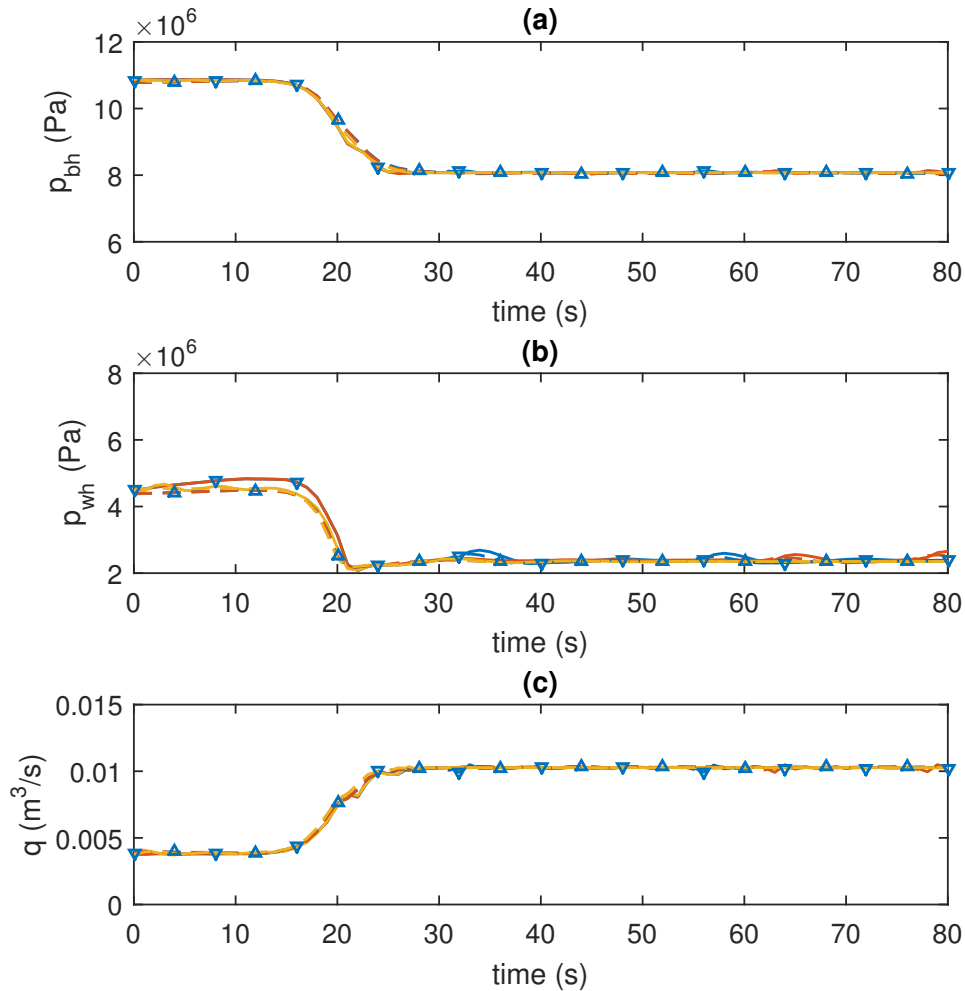 (a)
×10^6
12
10
8
6
p_bh (Pa)
0 10 20 30 40 50 60 70 80
time (s)
(b)
×10^6
8
6
4
2
p_wh (Pa)
0 10 20 30 40 50 60 70 80
time (s)
(c)
0.015
0.01
0.005
0
q (m^3/s)
0 10 20 30 40 50 60 70 80
time (s)